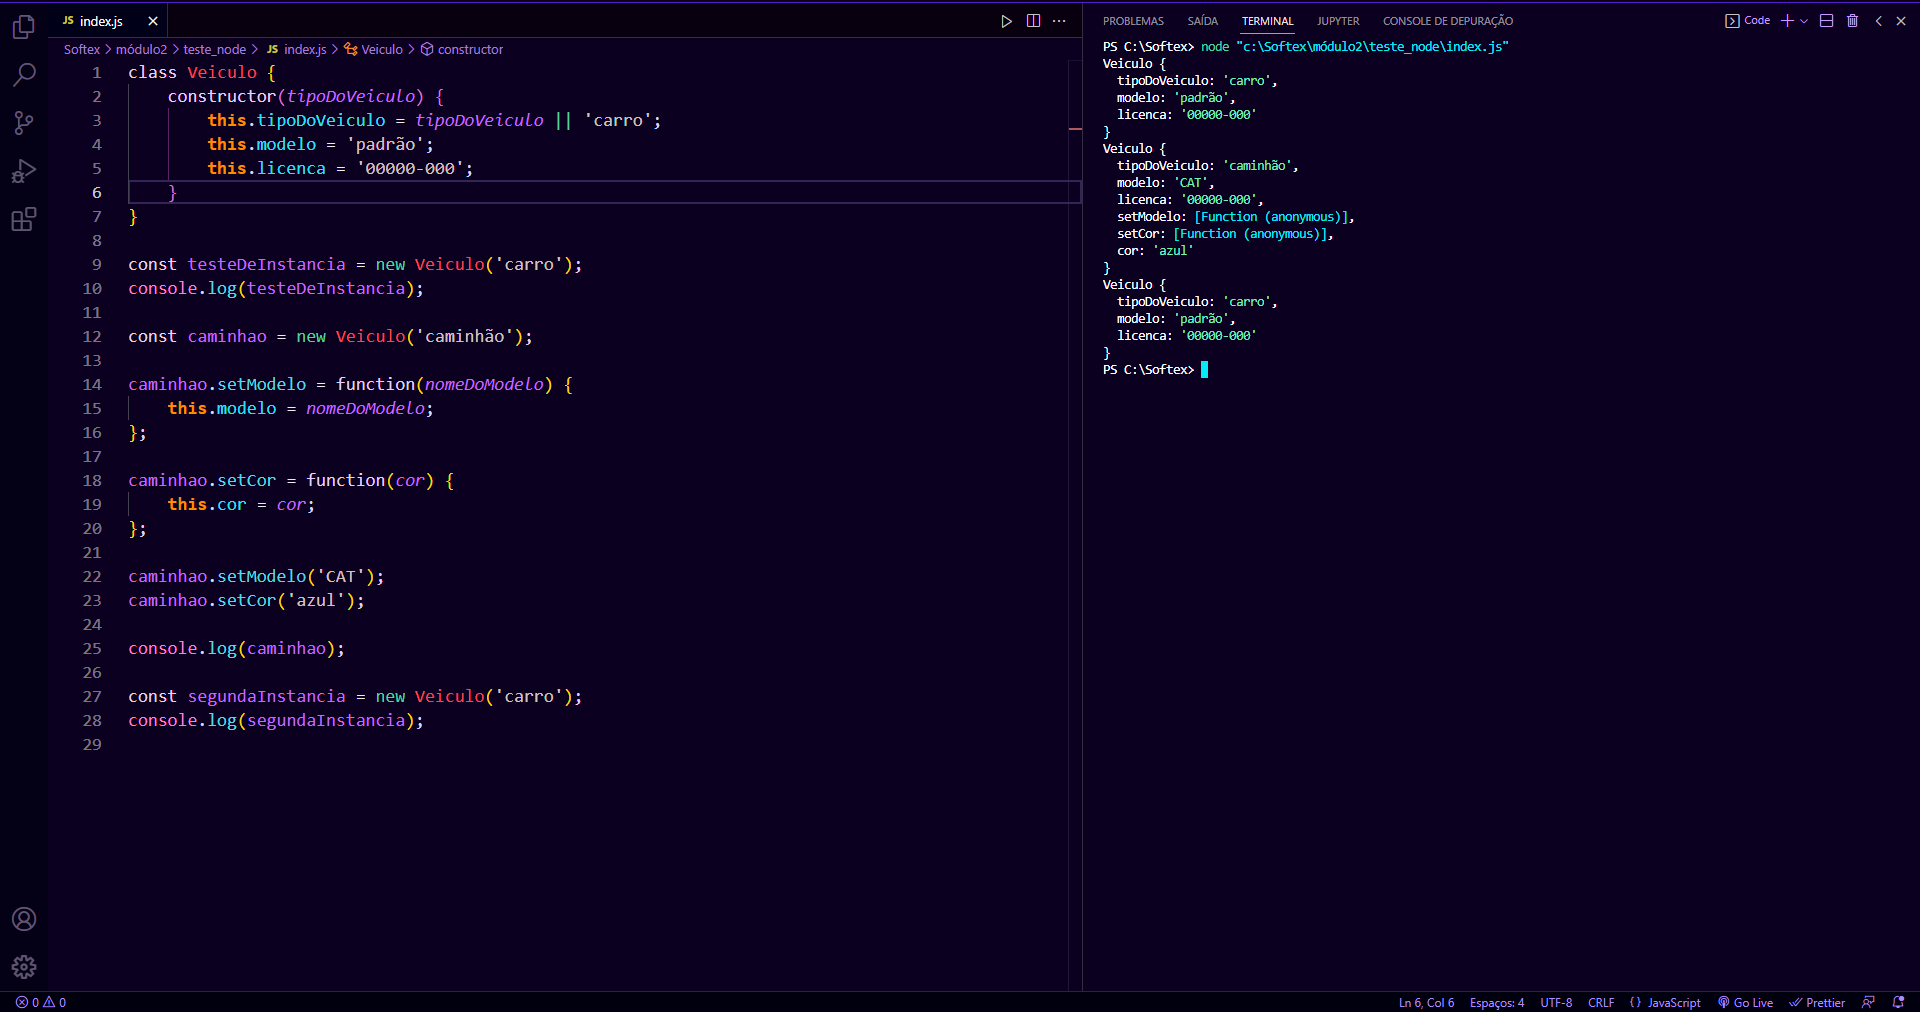 JS index.js
Softex > módulo2 > teste_node > JS index.js > Veiculo > constructor
1 class Veiculo {
2     constructor(tipoDoVeiculo) {
3         this.tipoDoVeiculo = tipoDoVeiculo || 'carro';
4         this.modelo = 'padrão';
5         this.licenca = '00000-000';
6     }
7 }
8
9 const testeDeInstancia = new Veiculo('carro');
10 console.log(testeDeInstancia);
11
12 const caminhao = new Veiculo('caminhão');
13
14 caminhao.setModelo = function(nomeDoModelo) {
15     this.modelo = nomeDoModelo;
16 };
17
18 caminhao.setCor = function(cor) {
19     this.cor = cor;
20 };
21
22 caminhao.setModelo('CAT');
23 caminhao.setCor('azul');
24
25 console.log(caminhao);
26
27 const segundaInstancia = new Veiculo('carro');
28 console.log(segundaInstancia);
29
PROBLEMAS SAÍDA TERMINAL JUPYTER CONSOLE DE DEPURAÇÃO Code
PS C:\Softex> node "c:\Softex\módulo2\teste_node\index.js"
Veiculo {
  tipoDoVeiculo: 'carro',
  modelo: 'padrão',
  licenca: '00000-000'
}
Veiculo {
  tipoDoVeiculo: 'caminhão',
  modelo: 'CAT',
  licenca: '00000-000',
  setModelo: [Function (anonymous)],
  setCor: [Function (anonymous)],
  cor: 'azul'
}
Veiculo {
  tipoDoVeiculo: 'carro',
  modelo: 'padrão',
  licenca: '00000-000'
}
PS C:\Softex>
0 0 Ln 6, Col 6 Espaços: 4 UTF-8 CRLF {} JavaScript Go Live Prettier